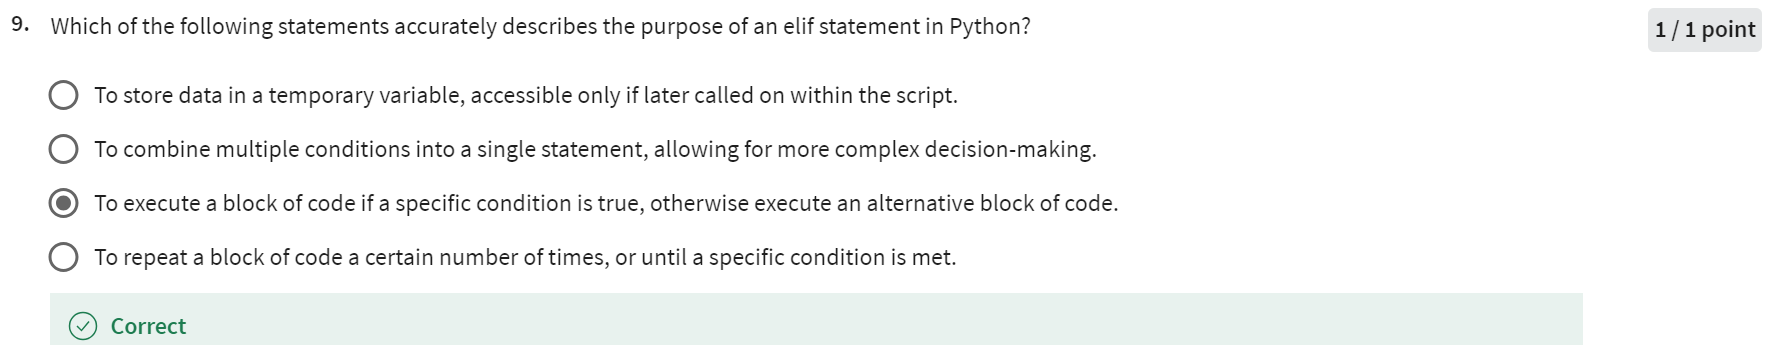 9. Which of the following statements accurately describes the purpose of an elif statement in Python?
1 / 1 point
To store data in a temporary variable, accessible only if later called on within the script.
To combine multiple conditions into a single statement, allowing for more complex decision-making.
To execute a block of code if a specific condition is true, otherwise execute an alternative block of code.
To repeat a block of code a certain number of times, or until a specific condition is met.
Correct